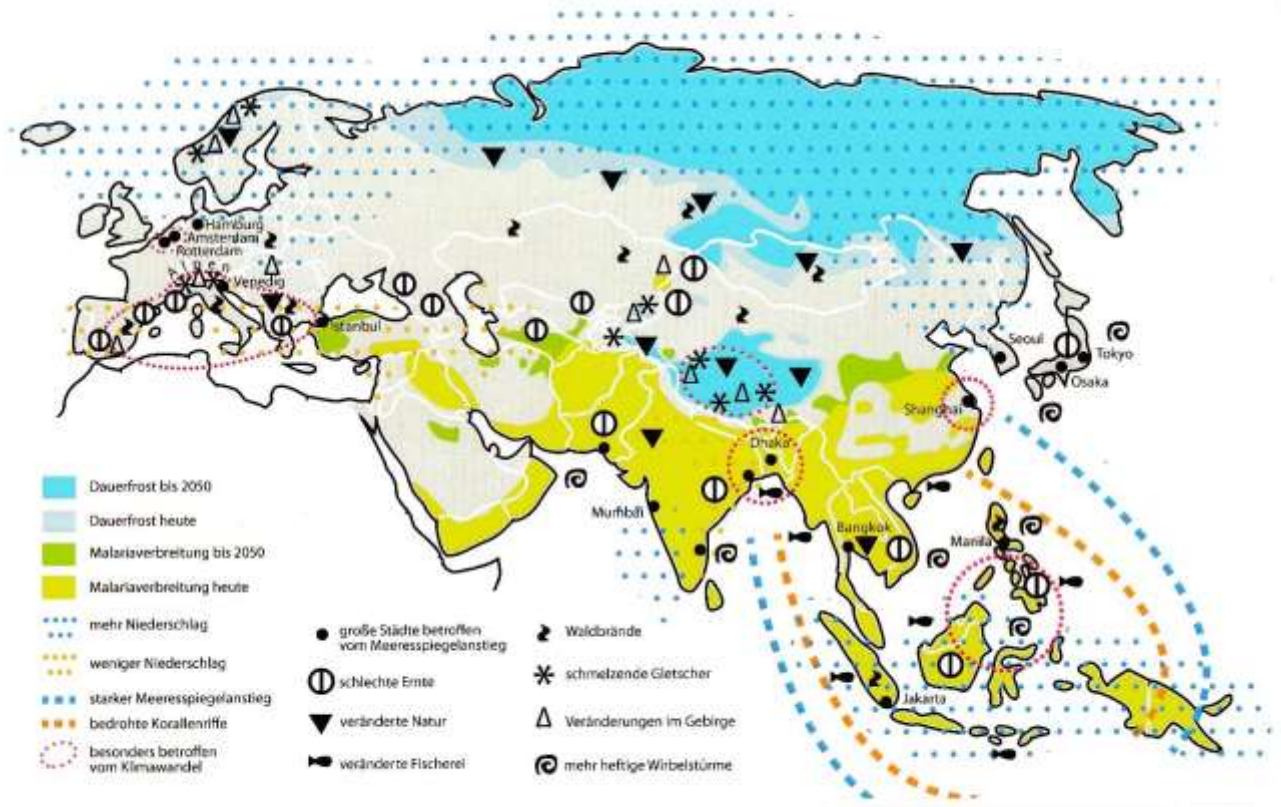 Hamburg
Amsterdam
Rotterdam
Alpen
Venedig
Istanbul
Seoul
Tokyo
Osaka
Shanghai
Dhaka
Mumbai
Bangkok
Manila
Jakarta
Dauerfrost bis 2050
Dauerfrost heute
Malariaverbreitung bis 2050
Malariaverbreitung heute
mehr Niederschlag
weniger Niederschlag
starker Meeresspiegelanstieg
bedrohte Korallenriffe
besonders betroffen
vom Klimawandel
große Städte betroffen
vom Meeresspiegelanstieg
schlechte Ernte
veränderte Natur
veränderte Fischerei
Waldbrände
schmelzende Gletscher
Veränderungen im Gebirge
mehr heftige Wirbelstürme